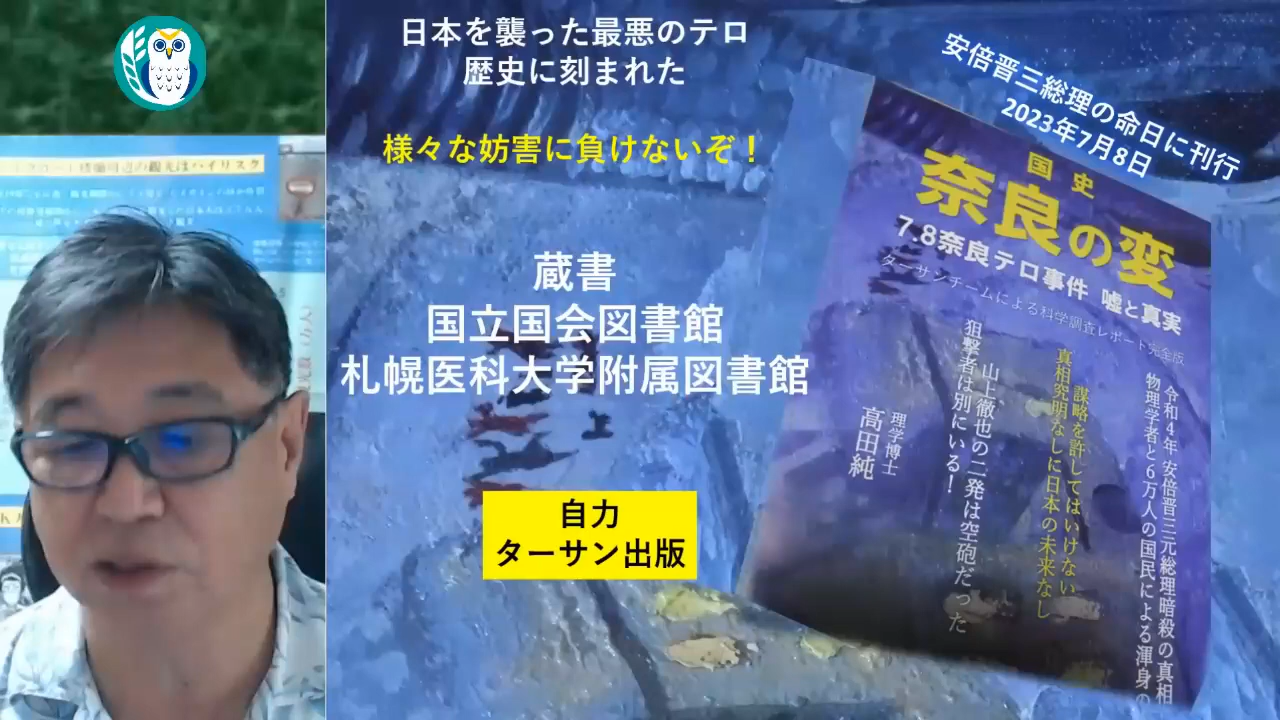 日本を襲った最悪のテロ
歴史に刻まれた
様々な妨害に負けないぞ！
蔵書
国立国会図書館
札幌医科大学附属図書館
自力
ターサン出版
安倍晋三総理の命日に刊行
2023年7月8日
国史
奈良の変
7.8奈良テロ事件 嘘と真実
ターサンチームによる科学調査レポート完全版
令和4年 安倍晋三元総理暗殺の真相
物理学者と6万人の国民による渾身の
謀略を許してはいけない
真相究明なしに日本の未来なし
山上徹也の二発は空砲だった
狙撃者は別にいる！
理学博士
高田純